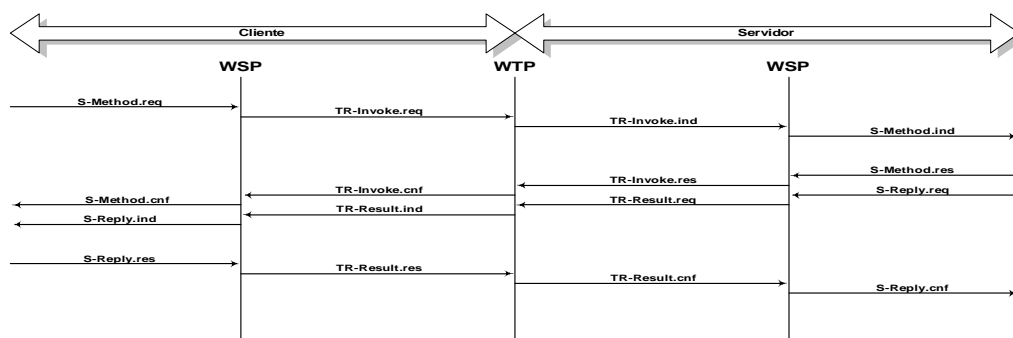 Cliente
Servidor
WSP
WTP
WSP
S-Method.req
TR-Invoke.req
TR-Invoke.ind
S-Method.ind
S-Method.res
TR-Invoke.res
TR-Invoke.cnf
S-Reply.req
S-Method.cnf
TR-Result.req
TR-Result.ind
S-Reply.ind
S-Reply.res
TR-Result.res
TR-Result.cnf
S-Reply.cnf